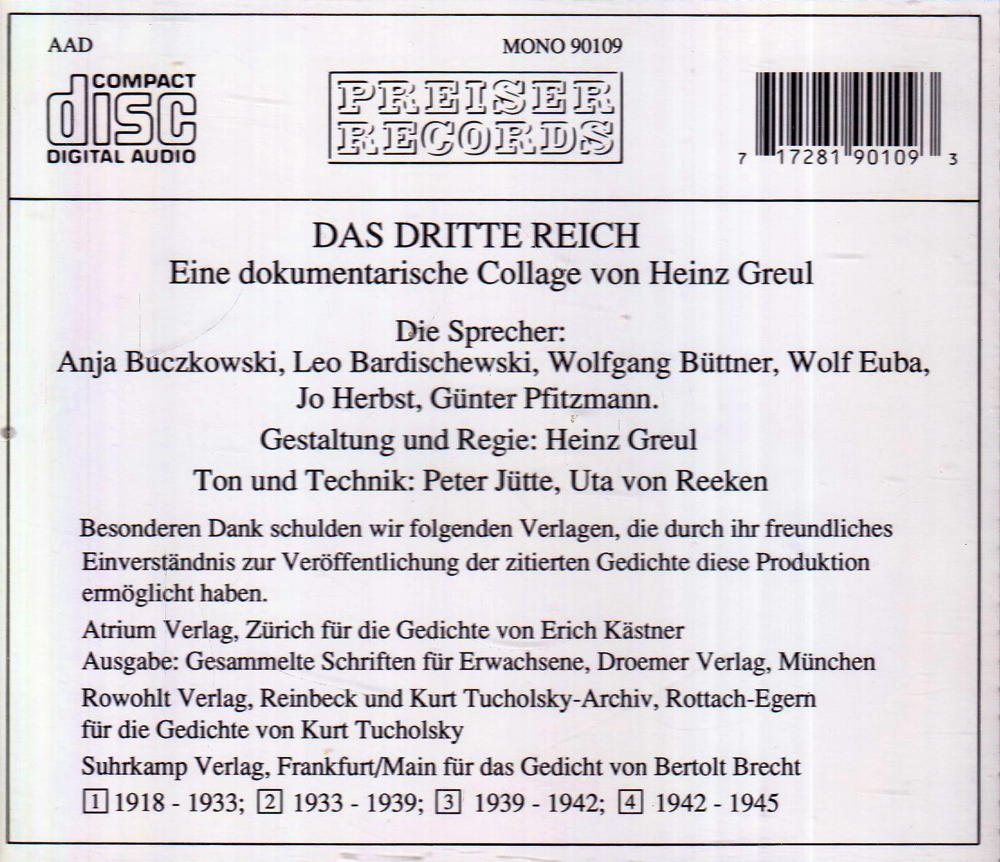 AAD
MONO 90109
COMPACT
disc
DIGITAL AUDIO
PREISER
RECORDS
7 17281 90109 3
DAS DRITTE REICH
Eine dokumentarische Collage von Heinz Greul
Die Sprecher:
Anja Buczkowski, Leo Bardischewski, Wolfgang Büttner, Wolf Euba,
Jo Herbst, Günter Pfitzmann.
Gestaltung und Regie: Heinz Greul
Ton und Technik: Peter Jütte, Uta von Reeken
Besonderen Dank schulden wir folgenden Verlagen, die durch ihr freundliches
Einverständnis zur Veröffentlichung der zitierten Gedichte diese Produktion
ermöglicht haben.
Atrium Verlag, Zürich für die Gedichte von Erich Kästner
Ausgabe: Gesammelte Schriften für Erwachsene, Droemer Verlag, München
Rowohlt Verlag, Reinbeck und Kurt Tucholsky-Archiv, Rottach-Egern
für die Gedichte von Kurt Tucholsky
Suhrkamp Verlag, Frankfurt/Main für das Gedicht von Bertolt Brecht
1 1918 - 1933; 2 1933 - 1939; 3 1939 - 1942; 4 1942 - 1945